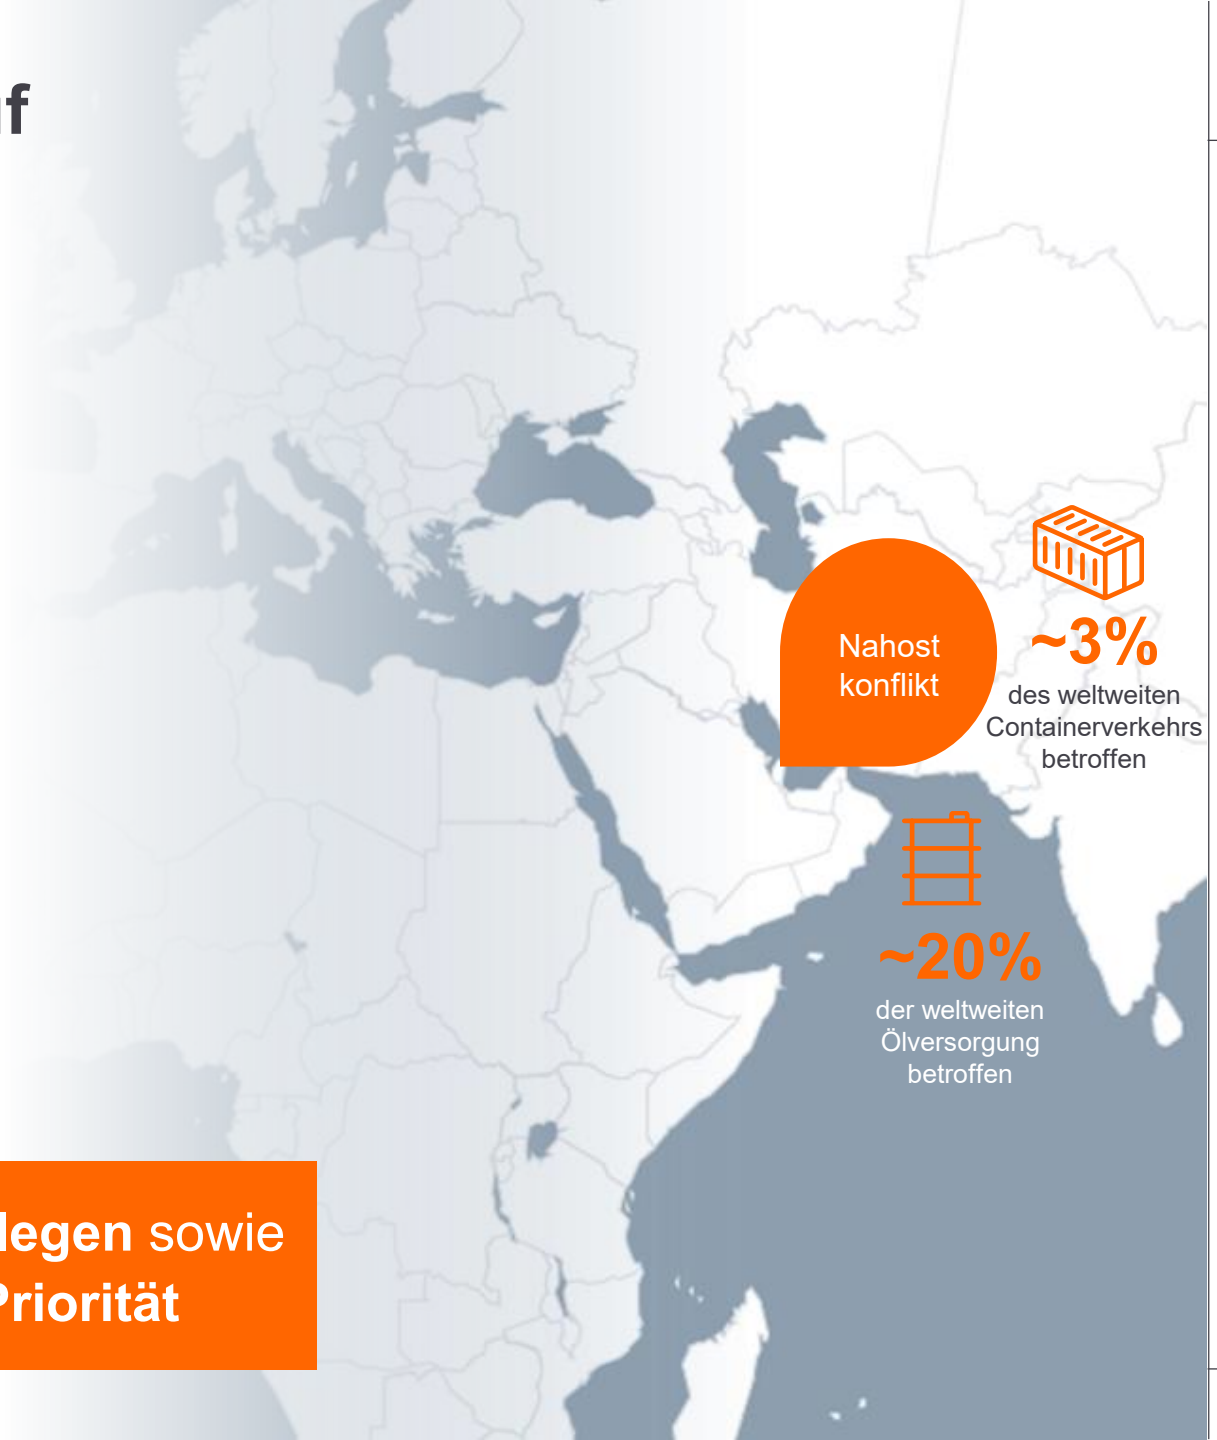 f
Nahost
konflikt
~3%
des weltweiten
Containerverkehrs
betroffen
~20%
der weltweiten
Ölversorgung
betroffen
legen sowie
Priorität